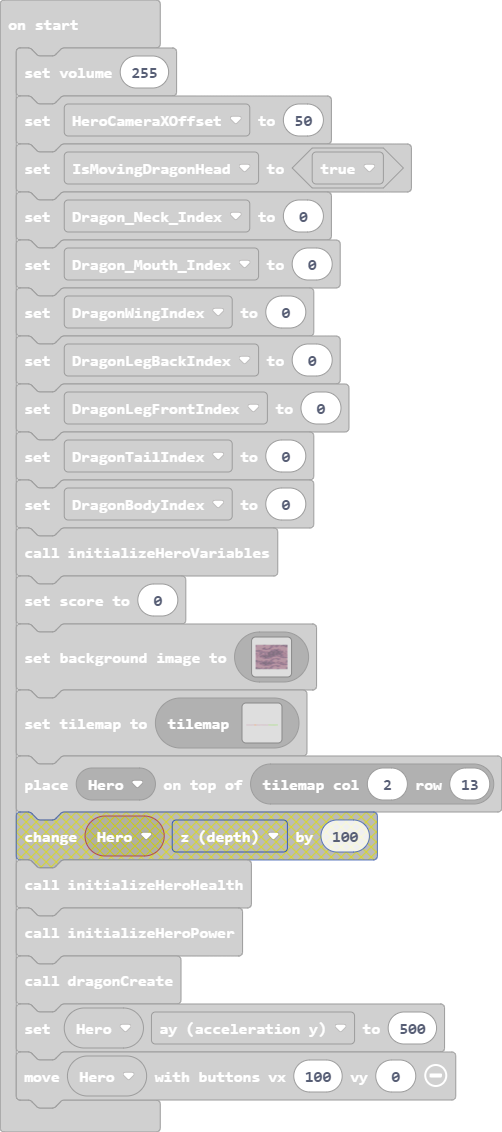 on start
set volume 255
set HeroCameraXOffset to 50
set IsMovingDragonHead to true
set Dragon_Neck_Index to 0
set Dragon_Mouth_Index to 0
set DragonWingIndex to 0
set DragonLegBackIndex to 0
set DragonLegFrontIndex to 0
set DragonTailIndex to 0
set DragonBodyIndex to 0
call initializeHeroVariables
set score to 0
set background image to
set tilemap to tilemap
place Hero on top of tilemap col 2 row 13
change Hero z (depth) by 100
call initializeHeroHealth
call initializeHeroPower
call dragonCreate
set Hero ay (acceleration y) to 500
move Hero with buttons vx 100 vy 0